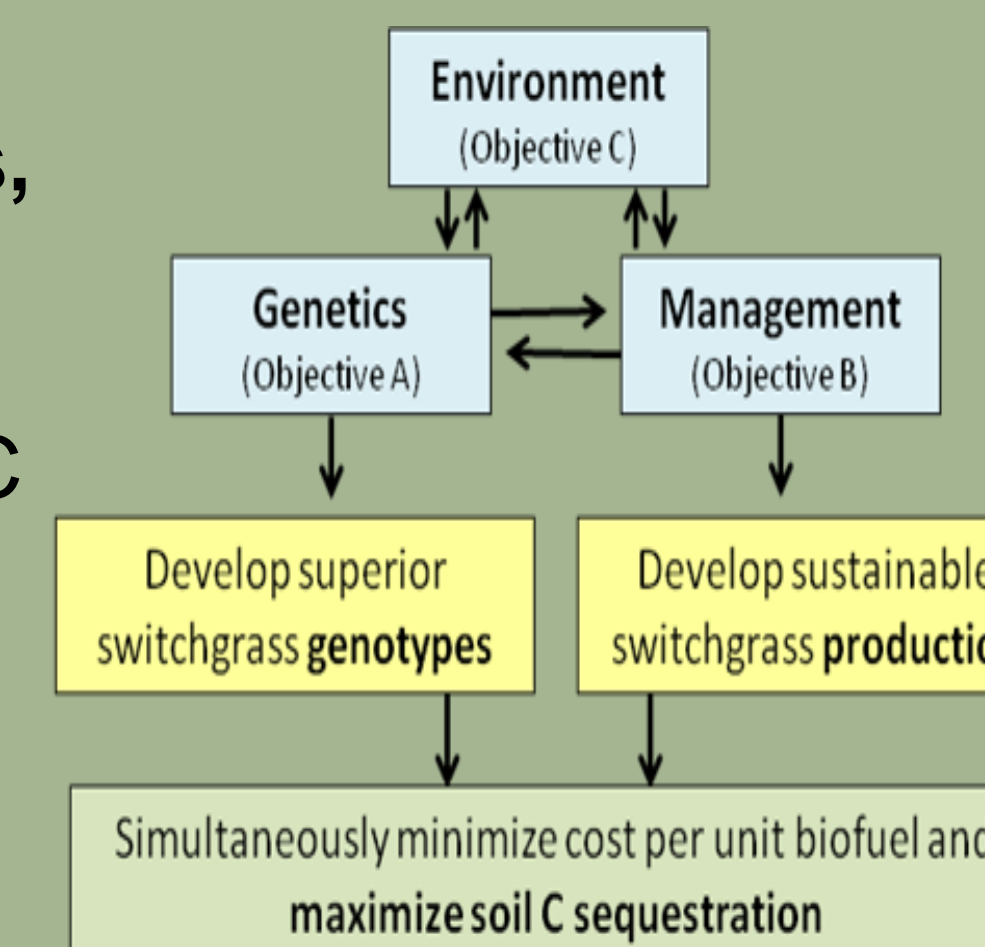 s,
C
Environment
(Objective C)
Genetics
(Objective A)
Management
(Objective B)
Develop superior
switchgrass genotypes
Develop sustainable
switchgrass
Simultaneously minimize cost per unit biofuel and
maximize soil C sequestration